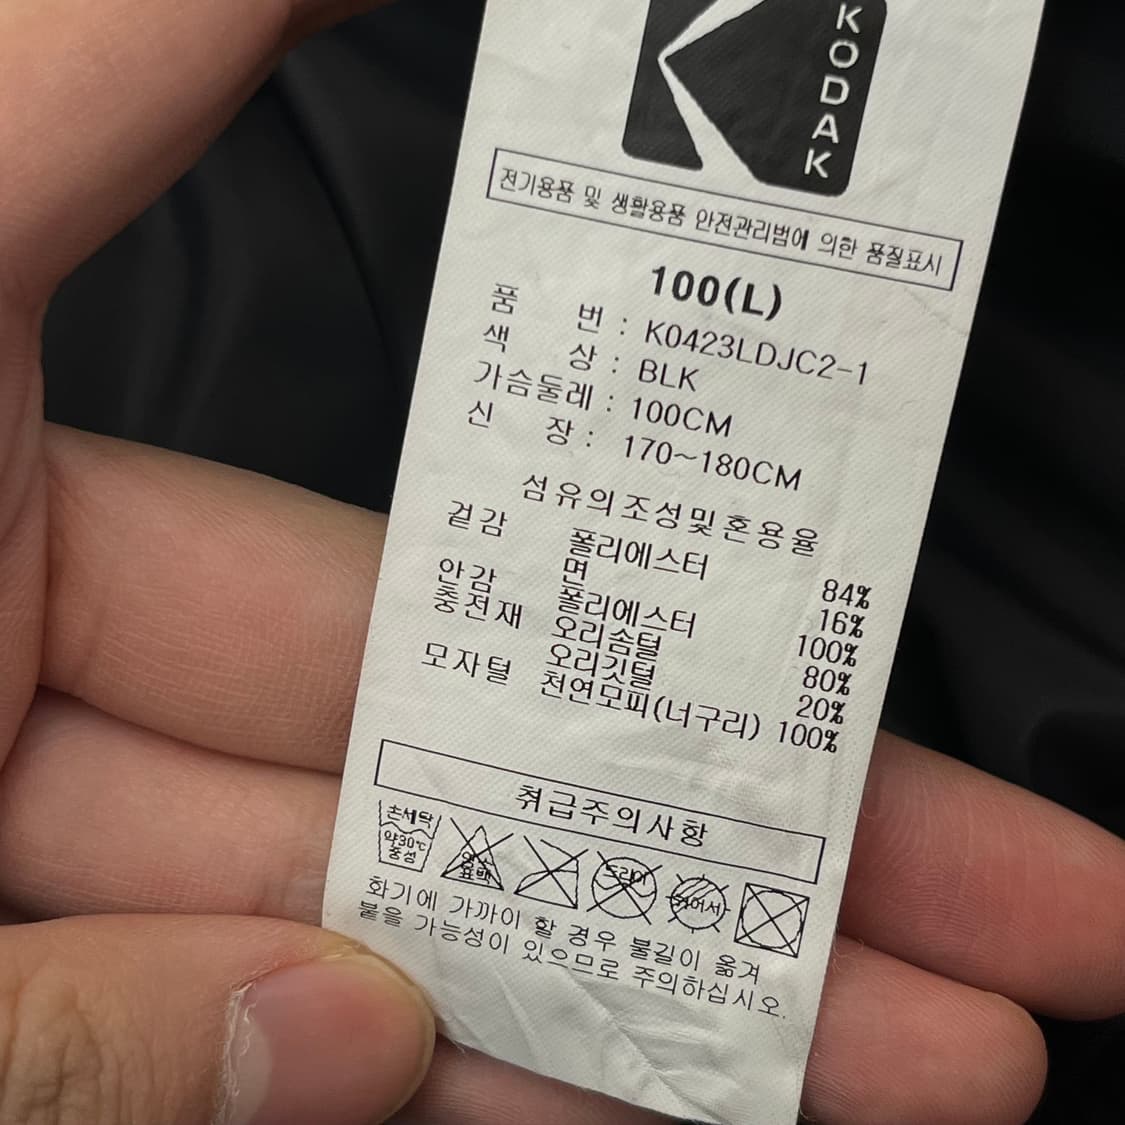 KODAK
전기용품 및 생활용품 안전관리법에 의한 품질표시
100(L)
품 번 : K0423LDJC2-1
색 상 : BLK
가슴둘레 : 100CM
신 장 : 170~180CM
섬유의조성및혼용율
겉감 폴리에스터 84%
면 16%
안감 폴리에스터 100%
충전재 오리솜털 80%
오리깃털 20%
모자털 천연모피(너구리) 100%
취급주의사항
손세탁
약30℃
중성
염소
표백
드라이
뉘어서
화기에 가까이 할 경우 불길이 옮겨
붙을 가능성이 있으므로 주의하십시오.